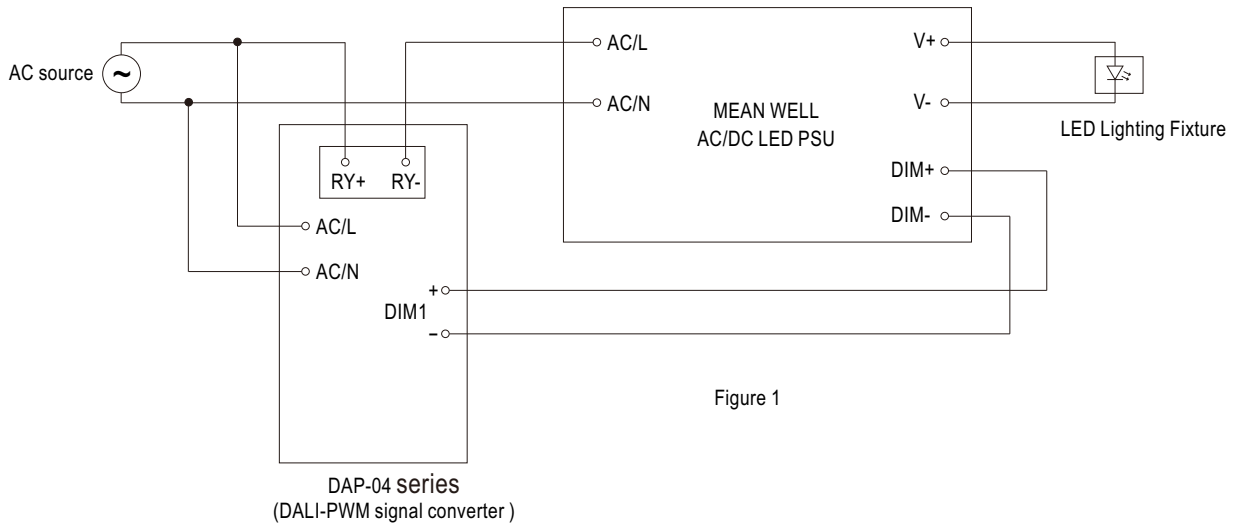 AC source
~
AC/L
AC/N
MEAN WELL
AC/DC LED PSU
V+
V-
DIM+
DIM-
LED Lighting Fixture
RY+ RY-
AC/L
AC/N
+
DIM1
−
Figure 1
DAP-04 series
(DALI-PWM signal converter )